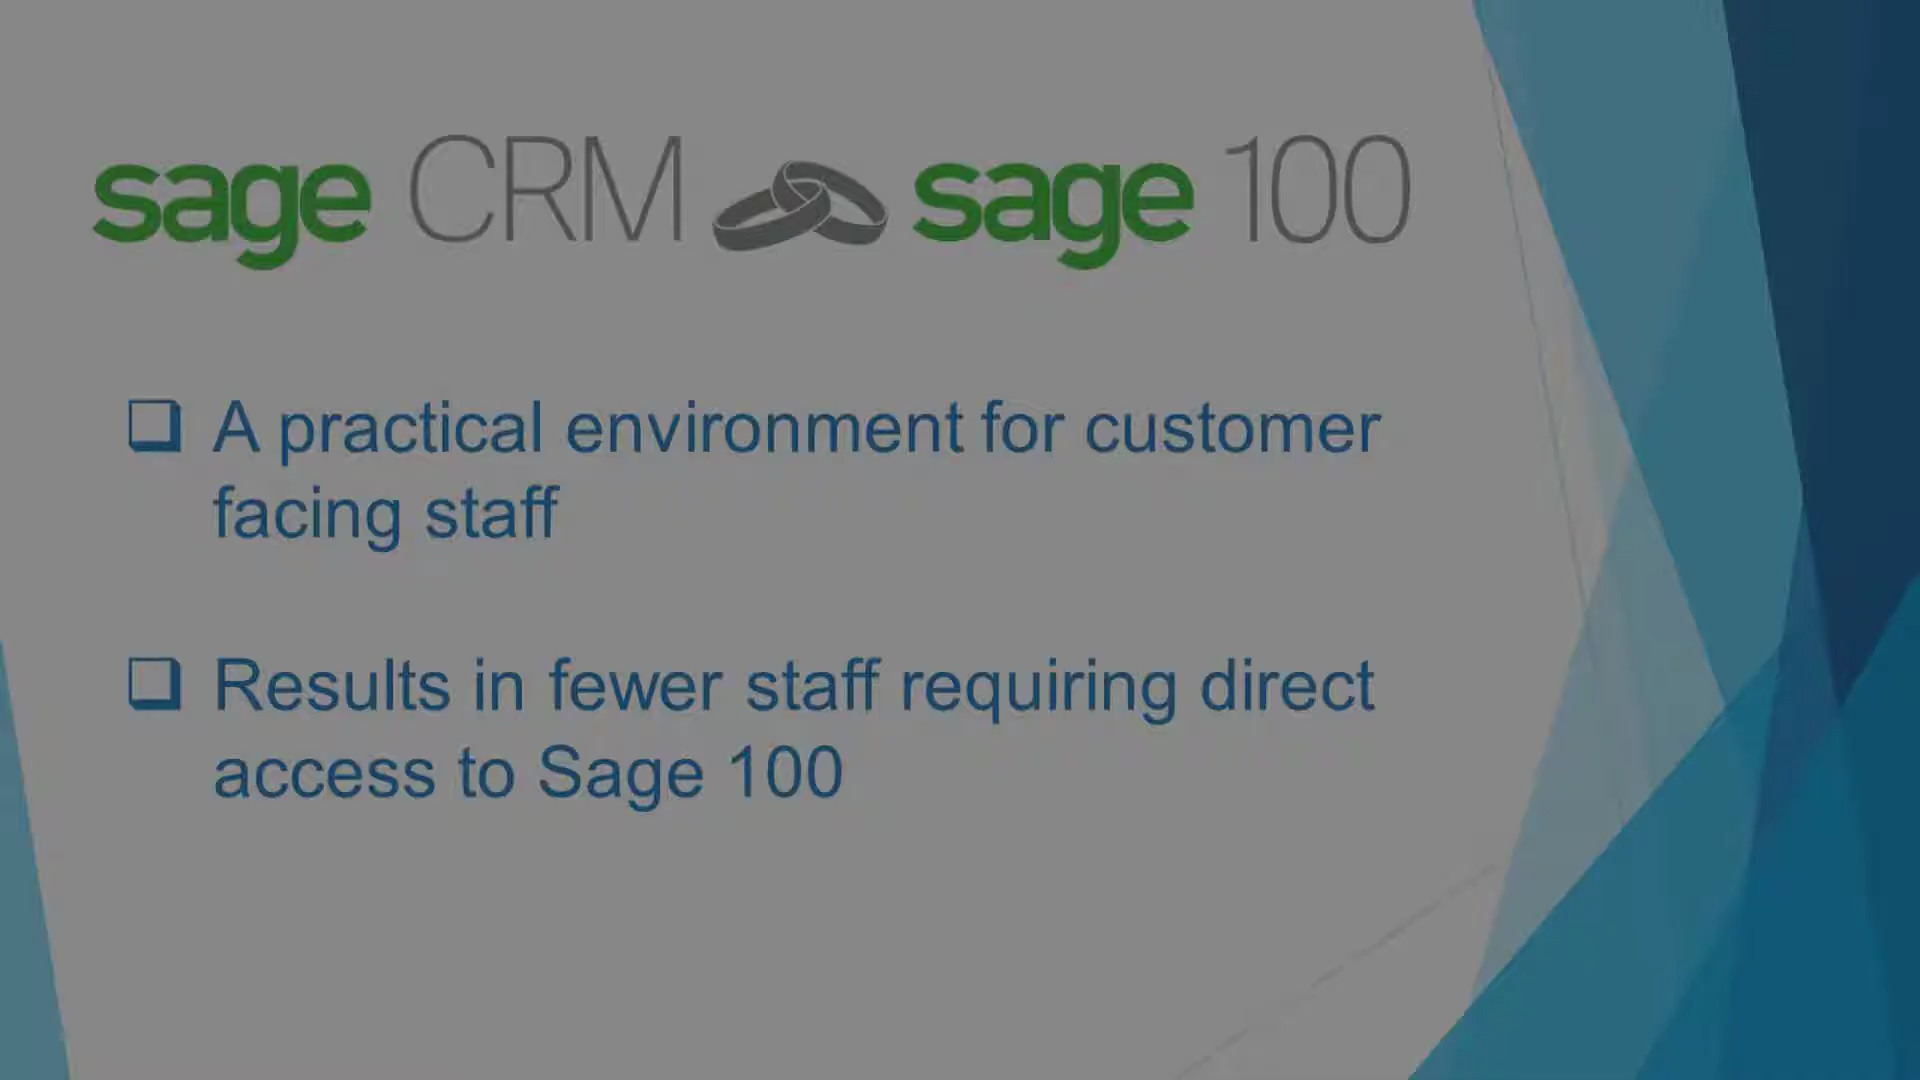 sage CRM sage 100
❑ A practical environment for customer
facing staff
❑ Results in fewer staff requiring direct
access to Sage 100